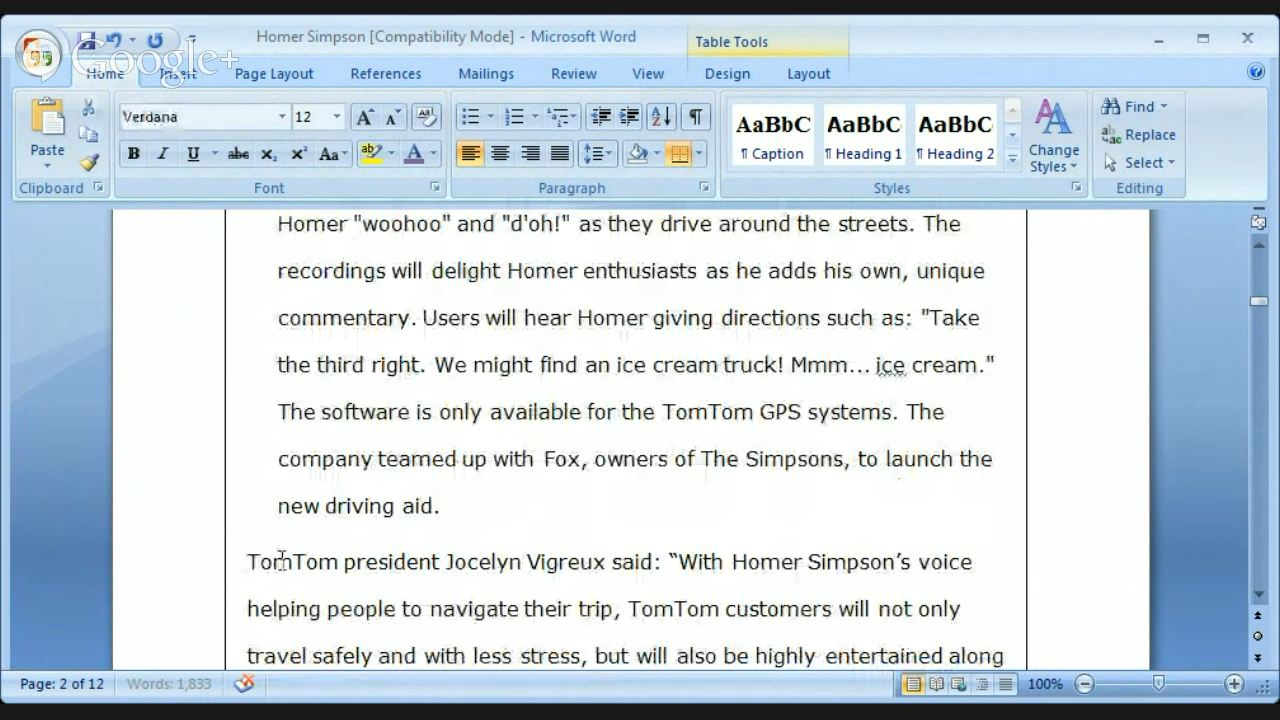 Homer Simpson [Compatibility Mode] - Microsoft Word
Table Tools
Google+
Home Insert Page Layout References Mailings Review View Design Layout
Verdana 12
AaBbC AaBbC AaBbC
Find
Replace
Select
Paste
B I U abc X₂ X² Aa
¶ Caption ¶ Heading 1 ¶ Heading 2
Change
Styles
Clipboard Font Paragraph Styles Editing
Homer "woohoo" and "d'oh!" as they drive around the streets. The
recordings will delight Homer enthusiasts as he adds his own, unique
commentary. Users will hear Homer giving directions such as: "Take
the third right. We might find an ice cream truck! Mmm... ice cream."
The software is only available for the TomTom GPS systems. The
company teamed up with Fox, owners of The Simpsons, to launch the
new driving aid.
TomTom president Jocelyn Vigreux said: “With Homer Simpson’s voice
helping people to navigate their trip, TomTom customers will not only
travel safely and with less stress, but will also be highly entertained along
Page: 2 of 12 Words: 1,833 100%